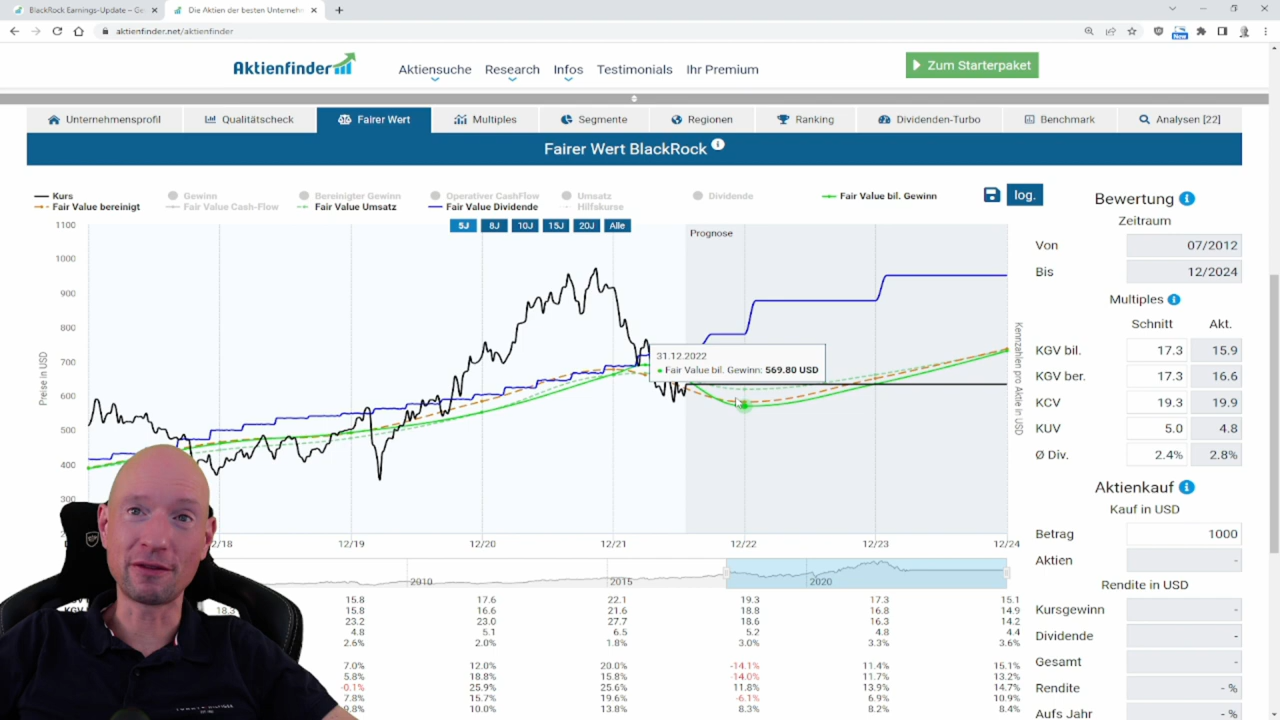 BlackRock Earnings-Update – Ge
Die Aktien der besten Unternehm
aktienfinder.net/aktienfinder
New
Aktienfinder
Aktiensuche Research Infos Testimonials Ihr Premium
Zum Starterpaket
Unternehmensprofil Qualitätscheck Fairer Wert Multiples Segmente Regionen Ranking Dividenden-Turbo Benchmark Analysen [22]
Fairer Wert BlackRock
Kurs Gewinn Bereinigter Gewinn Operativer CashFlow Umsatz Dividende Fair Value bil. Gewinn
Fair Value bereinigt Fair Value Cash-Flow Fair Value Umsatz Fair Value Dividende Hilfskurse
log.
5J 8J 10J 15J 20J Alle
Prognose
1100
1000
900
800
700
600
500
400
300
Preise in USD
Kennzahlen pro Aktie in USD
31.12.2022
Fair Value bil. Gewinn: 569.80 USD
2/18 12/19 12/20 12/21 12/22 12/23 12/24
2010 2015 2020
15.8 17.6 22.1 19.3 17.3 15.1
18.3 15.8 16.6 21.6 18.8 16.8 14.9
23.2 23.0 27.7 18.6 16.3 14.2
4.8 5.1 6.5 5.2 4.8 4.4
2.6% 2.0% 1.8% 3.0% 3.3% 3.6%
7.0% 12.0% 20.0% -14.1% 11.4% 15.1%
5.8% 18.8% 15.8% -14.0% 11.7% 13.2%
-0.1% 25.9% 25.6% 11.8% 13.9% 14.7%
7.8% 15.7% 19.6% -6.1% 6.9% 10.9%
9.8% 10.0% 13.8% 8.3% 8.2% 8.4%
Bewertung
Zeitraum
Von 07/2012
Bis 12/2024
Multiples
Schnitt Akt.
KGV bil. 17.3 15.9
KGV ber. 17.3 16.6
KCV 19.3 19.9
KUV 5.0 4.8
Ø Div. 2.4% 2.8%
Aktienkauf
Kauf in USD
Betrag 1000
Aktien -
Rendite in USD
Kursgewinn -
Dividende -
Gesamt -
Rendite - %
Aufs Jahr - %